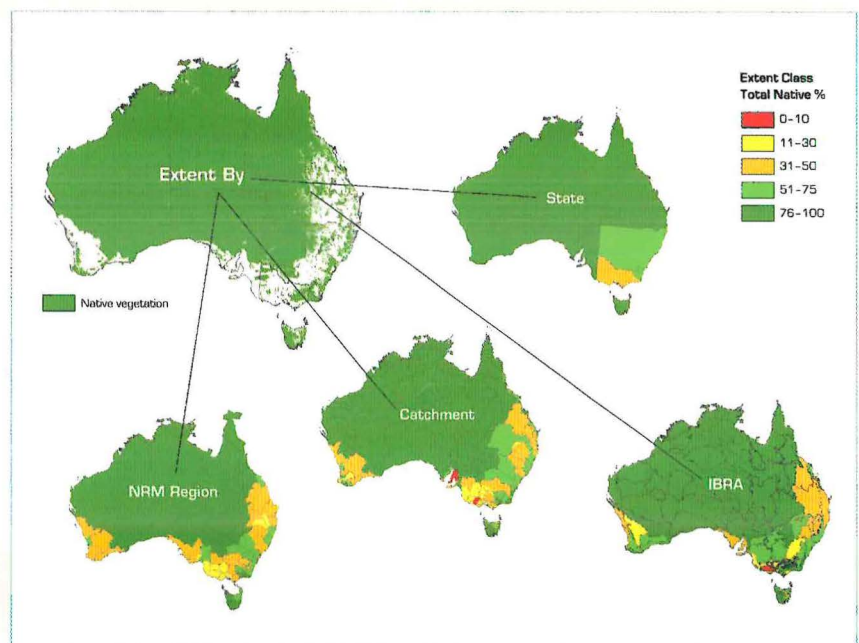 Extent Class
Total Native %
0-10
11-30
31-50
51-75
76-100
Extent By
State
Native vegetation
Catchment
NRM Region
IBRA